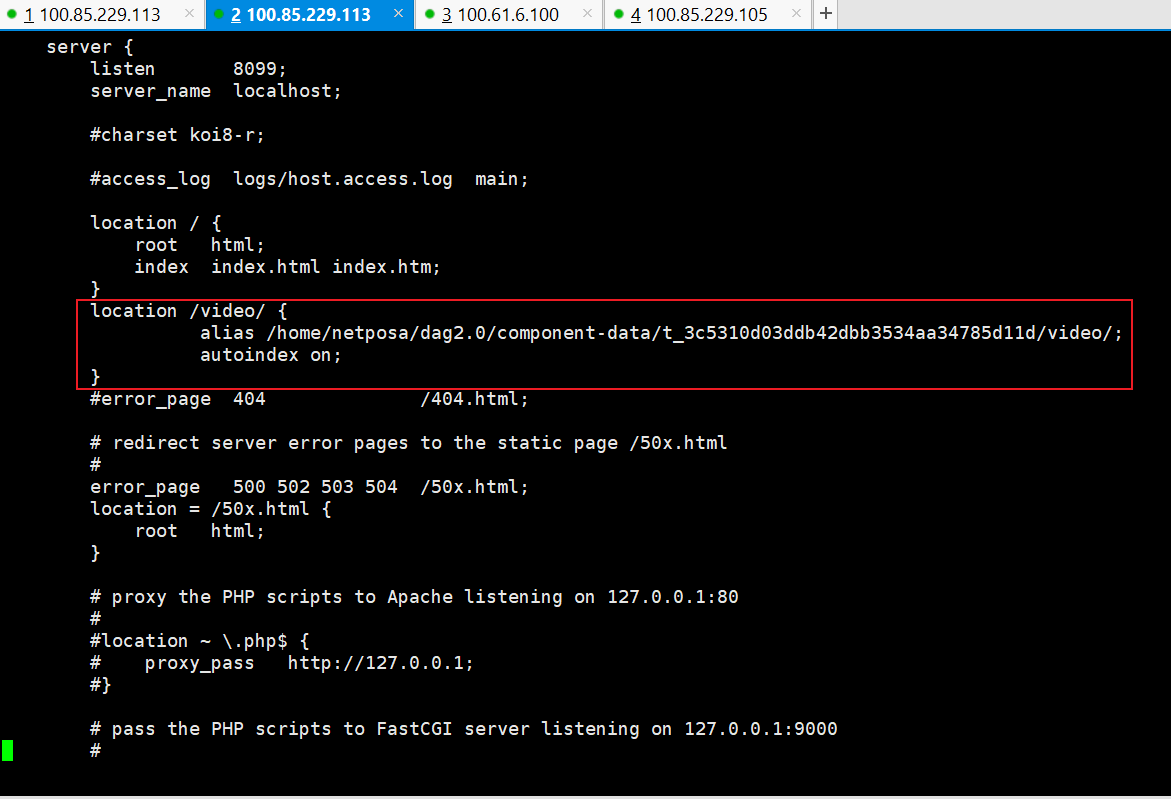 1 100.85.229.113 × 2 100.85.229.113 × 3 100.61.6.100 × 4 100.85.229.105 × +
server {
listen 8099;
server_name localhost;
#charset koi8-r;
#access_log logs/host.access.log main;
location / {
root html;
index index.html index.htm;
}
location /video/ {
alias /home/netposa/dag2.0/component-data/t_3c5310d03ddb42dbb3534aa34785d11d/video/;
autoindex on;
}
#error_page 404 /404.html;
# redirect server error pages to the static page /50x.html
#
error_page 500 502 503 504 /50x.html;
location = /50x.html {
root html;
}
# proxy the PHP scripts to Apache listening on 127.0.0.1:80
#
#location ~ \.php$ {
# proxy_pass http://127.0.0.1;
#}
# pass the PHP scripts to FastCGI server listening on 127.0.0.1:9000
#